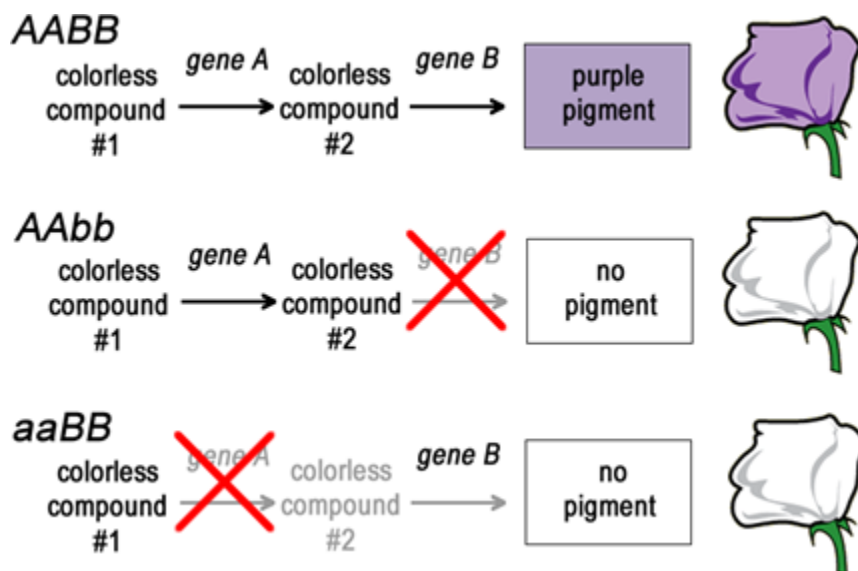 AABB
gene A
gene B
colorless
compound
#1
colorless
compound
#2
purple
pigment
AAbb
gene A
gene B
colorless
compound
#1
colorless
compound
#2
no
pigment
aaBB
gene A
gene B
colorless
compound
#1
colorless
compound
#2
no
pigment